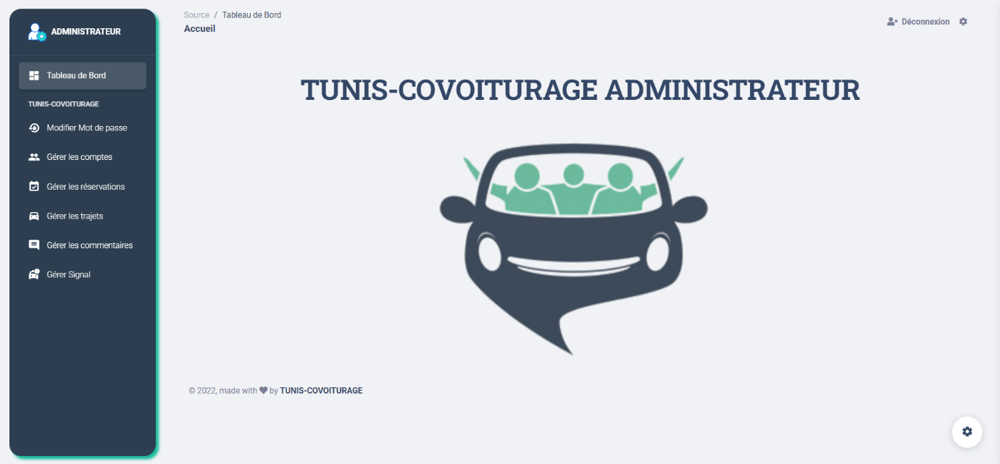 ADMINISTRATEUR
Tableau de Bord
TUNIS-COVOITURAGE
Modifier Mot de passe
Gérer les comptes
Gérer les réservations
Gérer les trajets
Gérer les commentaires
Gérer Signal
Source / Tableau de Bord
Accueil
Déconnexion
TUNIS-COVOITURAGE ADMINISTRATEUR
© 2022, made with by TUNIS-COVOITURAGE